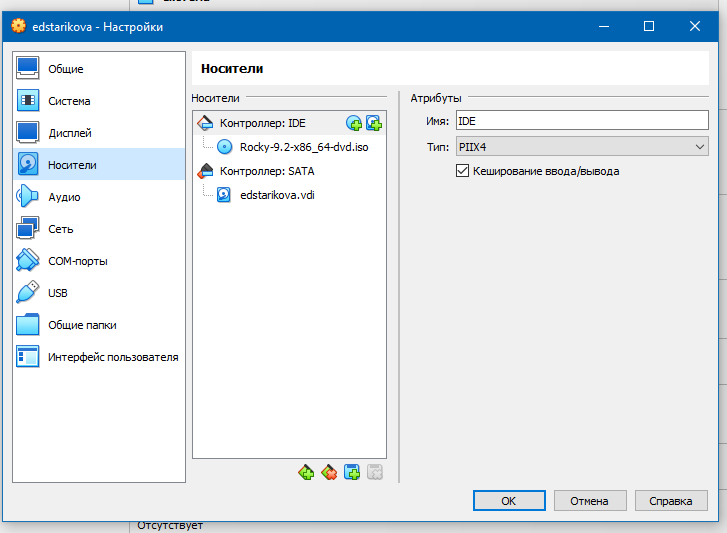 edstarikova - Настройки
Общие
Система
Дисплей
Носители
Аудио
Сеть
COM-порты
USB
Общие папки
Интерфейс пользователя
Носители
Носители
Контроллер: IDE
Rocky-9.2-x86_64-dvd.iso
Контроллер: SATA
edstarikova.vdi
Атрибуты
Имя: IDE
Тип: PIIX4
Кеширование ввода/вывода
OK
Отмена
Справка
Отсутствует